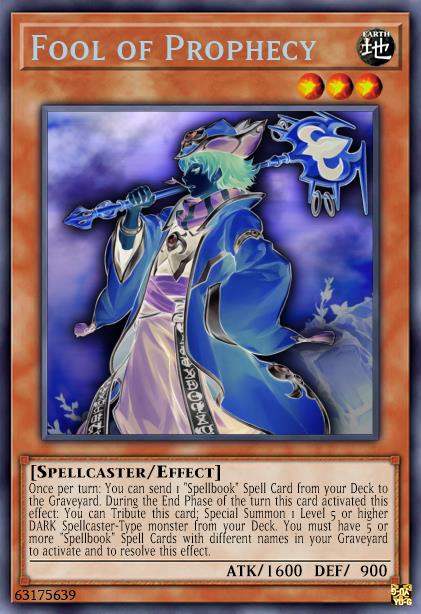 Fool of Prophecy
EARTH
地
[Spellcaster/Effect]
Once per turn: You can send 1 "Spellbook" Spell Card from your Deck to
the Graveyard. During the End Phase of the turn this card activated this
effect: You can Tribute this card; Special Summon 1 Level 5 or higher
DARK Spellcaster-Type monster from your Deck. You must have 5 or
more "Spellbook" Spell Cards with different names in your Graveyard
to activate and to resolve this effect.
ATK/1600 DEF/ 900
63175639